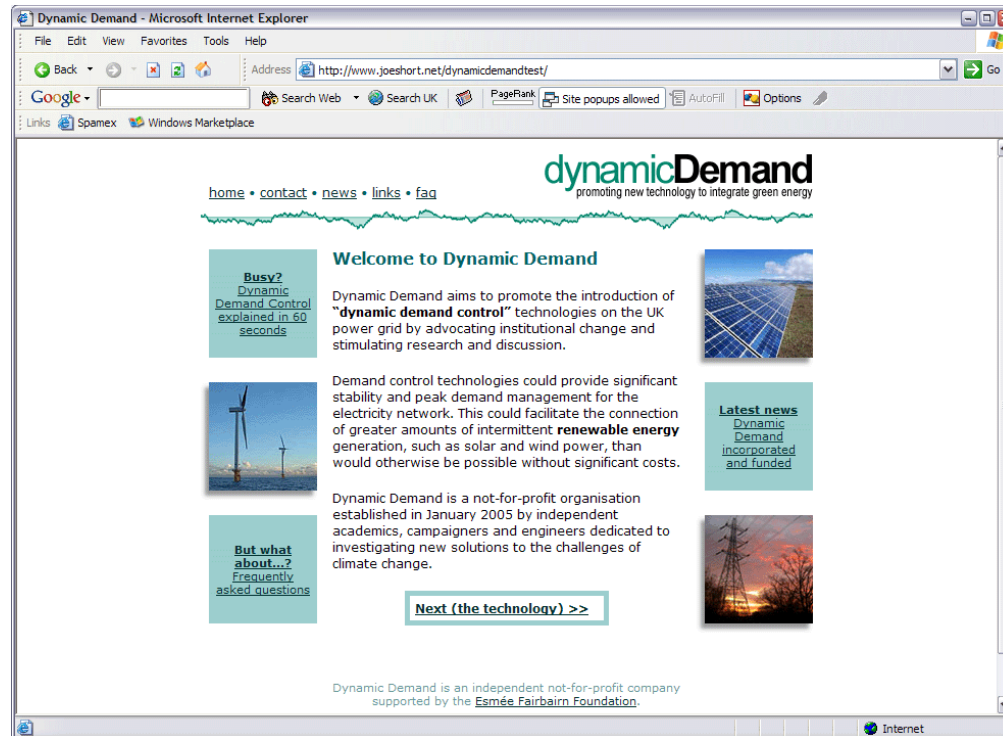 Dynamic Demand - Microsoft Internet Explorer
File Edit View Favorites Tools Help
Back Address http://www.joeshort.net/dynamicdemandtest/ Go
Google Search Web Search UK PageRank Site popups allowed AutoFill Options
Links Spamex Windows Marketplace
dynamicDemand
promoting new technology to integrate green energy
home • contact • news • links • faq
Busy?
Dynamic
Demand Control
explained in 60
seconds
But what
about...?
Frequently
asked questions
Welcome to Dynamic Demand
Dynamic Demand aims to promote the introduction of
“dynamic demand control” technologies on the UK
power grid by advocating institutional change and
stimulating research and discussion.
Demand control technologies could provide significant
stability and peak demand management for the
electricity network. This could facilitate the connection
of greater amounts of intermittent renewable energy
generation, such as solar and wind power, than
would otherwise be possible without significant costs.
Dynamic Demand is a not-for-profit organisation
established in January 2005 by independent
academics, campaigners and engineers dedicated to
investigating new solutions to the challenges of
climate change.
Next (the technology) >>
Latest news
Dynamic
Demand
incorporated
and funded
Dynamic Demand is an independent not-for-profit company
supported by the Esmée Fairbairn Foundation.
Internet